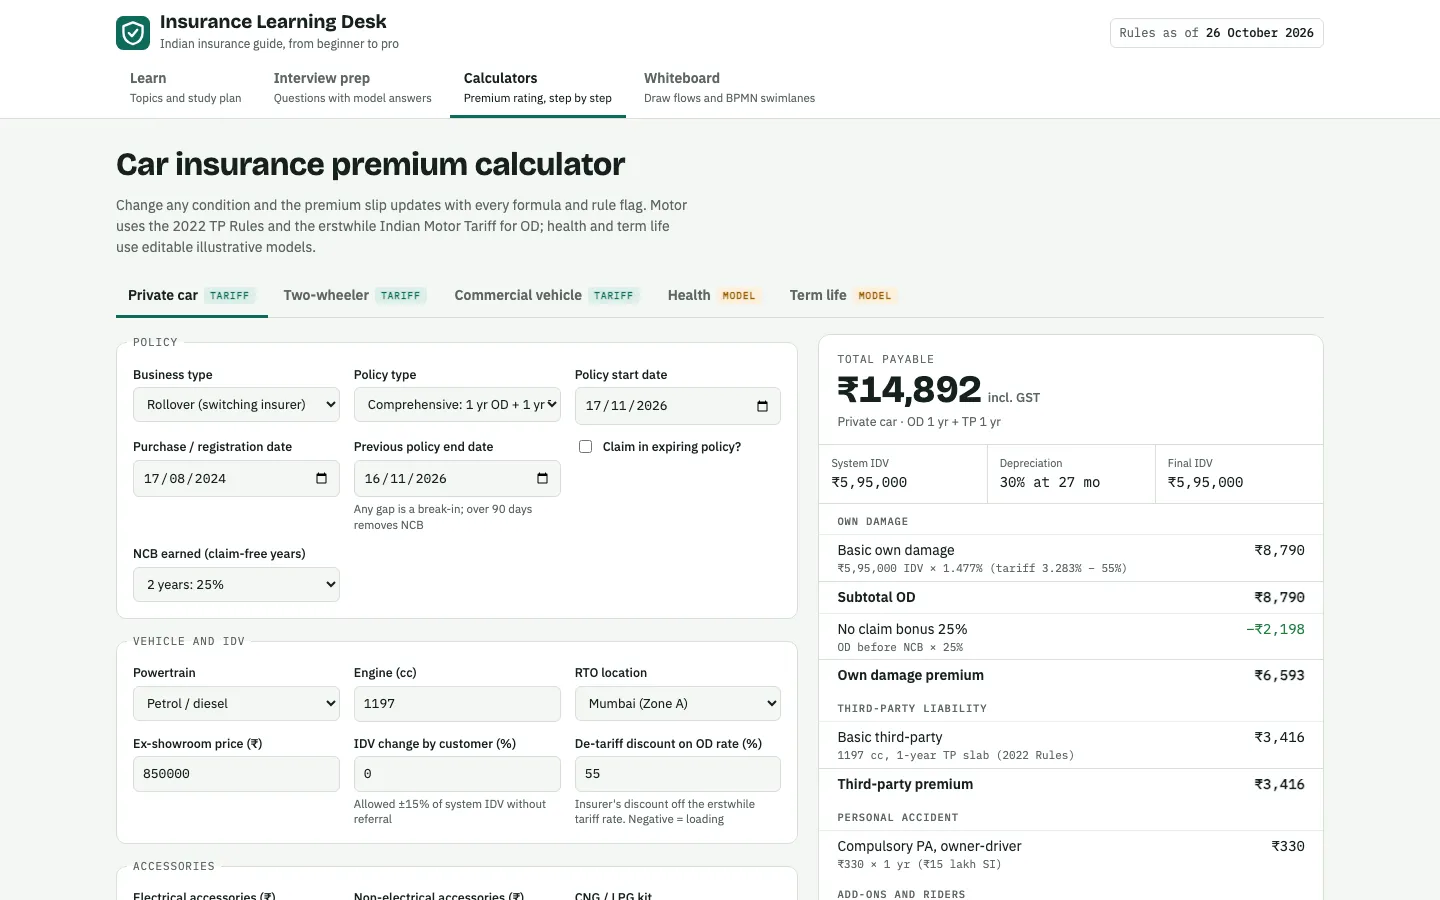 Insurance Learning Desk
Indian insurance guide, from beginner to pro
Rules as of 26 October 2026
Learn
Topics and study plan
Interview prep
Questions with model answers
Calculators
Premium rating, step by step
Whiteboard
Draw flows and BPMN swimlanes
Car insurance premium calculator
Change any condition and the premium slip updates with every formula and rule flag. Motor
uses the 2022 TP Rules and the erstwhile Indian Motor Tariff for OD; health and term life
use editable illustrative models.
Private car TARIFF
Two-wheeler TARIFF
Commercial vehicle TARIFF
Health MODEL
Term life MODEL
POLICY
Business type
Rollover (switching insurer)
Policy type
Comprehensive: 1 yr OD + 1 yr
Policy start date
17/11/2026
Purchase / registration date
17/08/2024
Previous policy end date
16/11/2026
Any gap is a break-in; over 90 days
removes NCB
Claim in expiring policy?
NCB earned (claim-free years)
2 years: 25%
VEHICLE AND IDV
Powertrain
Petrol / diesel
Engine (cc)
1197
RTO location
Mumbai (Zone A)
Ex-showroom price (₹)
850000
IDV change by customer (%)
0
Allowed ±15% of system IDV without
referral
De-tariff discount on OD rate (%)
55
Insurer's discount off the erstwhile
tariff rate. Negative = loading
ACCESSORIES
Electrical accessories (₹)
Non-electrical accessories (₹)
CNG / LPG kit
TOTAL PAYABLE
₹14,892 incl. GST
Private car · OD 1 yr + TP 1 yr
System IDV
₹5,95,000
Depreciation
30% at 27 mo
Final IDV
₹5,95,000
OWN DAMAGE
Basic own damage ₹8,790
₹5,95,000 IDV × 1.477% (tariff 3.283% − 55%)
Subtotal OD ₹8,790
No claim bonus 25% −₹2,198
OD before NCB × 25%
Own damage premium ₹6,593
THIRD-PARTY LIABILITY
Basic third-party ₹3,416
1197 cc, 1-year TP slab (2022 Rules)
Third-party premium ₹3,416
PERSONAL ACCIDENT
Compulsory PA, owner-driver ₹330
₹330 × 1 yr (₹15 lakh SI)
ADD-ONS AND RIDERS